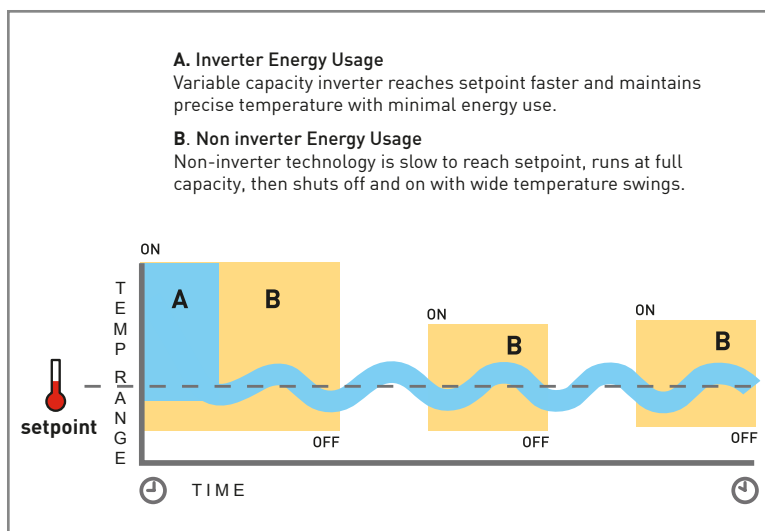 A. Inverter Energy Usage
Variable capacity inverter reaches setpoint faster and maintains
precise temperature with minimal energy use.
B. Non inverter Energy Usage
Non-inverter technology is slow to reach setpoint, runs at full
capacity, then shuts off and on with wide temperature swings.
ON
TEMP RANGE
A
B
ON
B
ON
B
setpoint
OFF
OFF
OFF
TIME